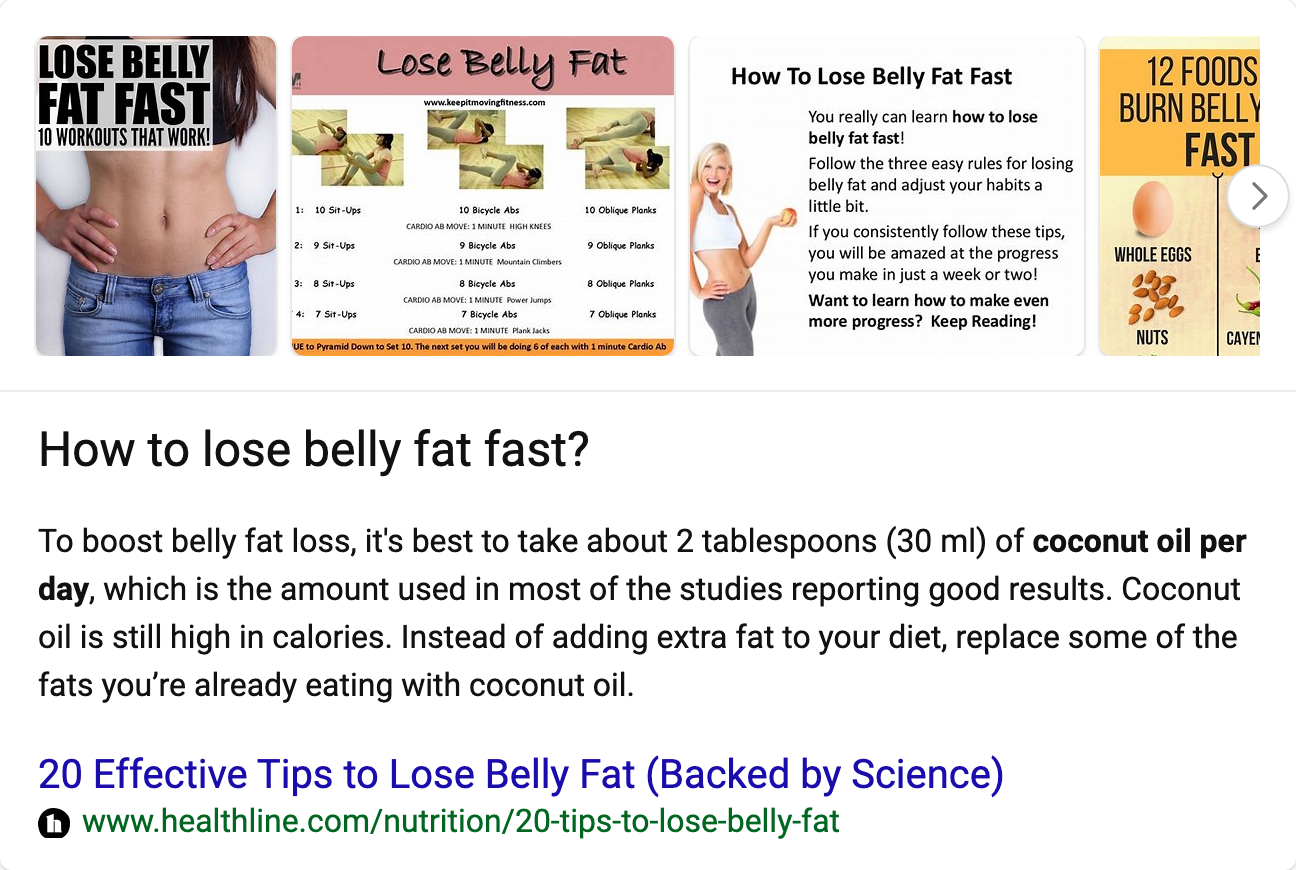 LOSE BELLY
FAT FAST
10 WORKOUTS THAT WORK!
Lose Belly Fat
www.keepitmovingfitness.com
1: 10 Sit-Ups 10 Bicycle Abs 10 Oblique Planks
CARDIO AB MOVE: 1 MINUTE HIGH KNEES
2: 9 Sit-Ups 9 Bicycle Abs 9 Oblique Planks
CARDIO AB MOVE: 1 MINUTE Mountain Climbers
3: 8 Sit-Ups 8 Bicycle Abs 8 Oblique Planks
CARDIO AB MOVE: 1 MINUTE Power Jumps
4: 7 Sit-Ups 7 Bicycle Abs 7 Oblique Planks
CARDIO AB MOVE: 1 MINUTE Plank Jacks
UE to Pyramid Down to Set 10. The next set you will be doing 6 of each with 1 minute Cardio Ab
How To Lose Belly Fat Fast
You really can learn how to lose
belly fat fast!
Follow the three easy rules for losing
belly fat and adjust your habits a
little bit.
If you consistently follow these tips,
you will be amazed at the progress
you make in just a week or two!
Want to learn how to make even
more progress? Keep Reading!
12 FOODS
BURN BELLY
FAST
WHOLE EGGS
NUTS
CAYEN
How to lose belly fat fast?
To boost belly fat loss, it's best to take about 2 tablespoons (30 ml) of coconut oil per
day, which is the amount used in most of the studies reporting good results. Coconut
oil is still high in calories. Instead of adding extra fat to your diet, replace some of the
fats you’re already eating with coconut oil.
20 Effective Tips to Lose Belly Fat (Backed by Science)
www.healthline.com/nutrition/20-tips-to-lose-belly-fat